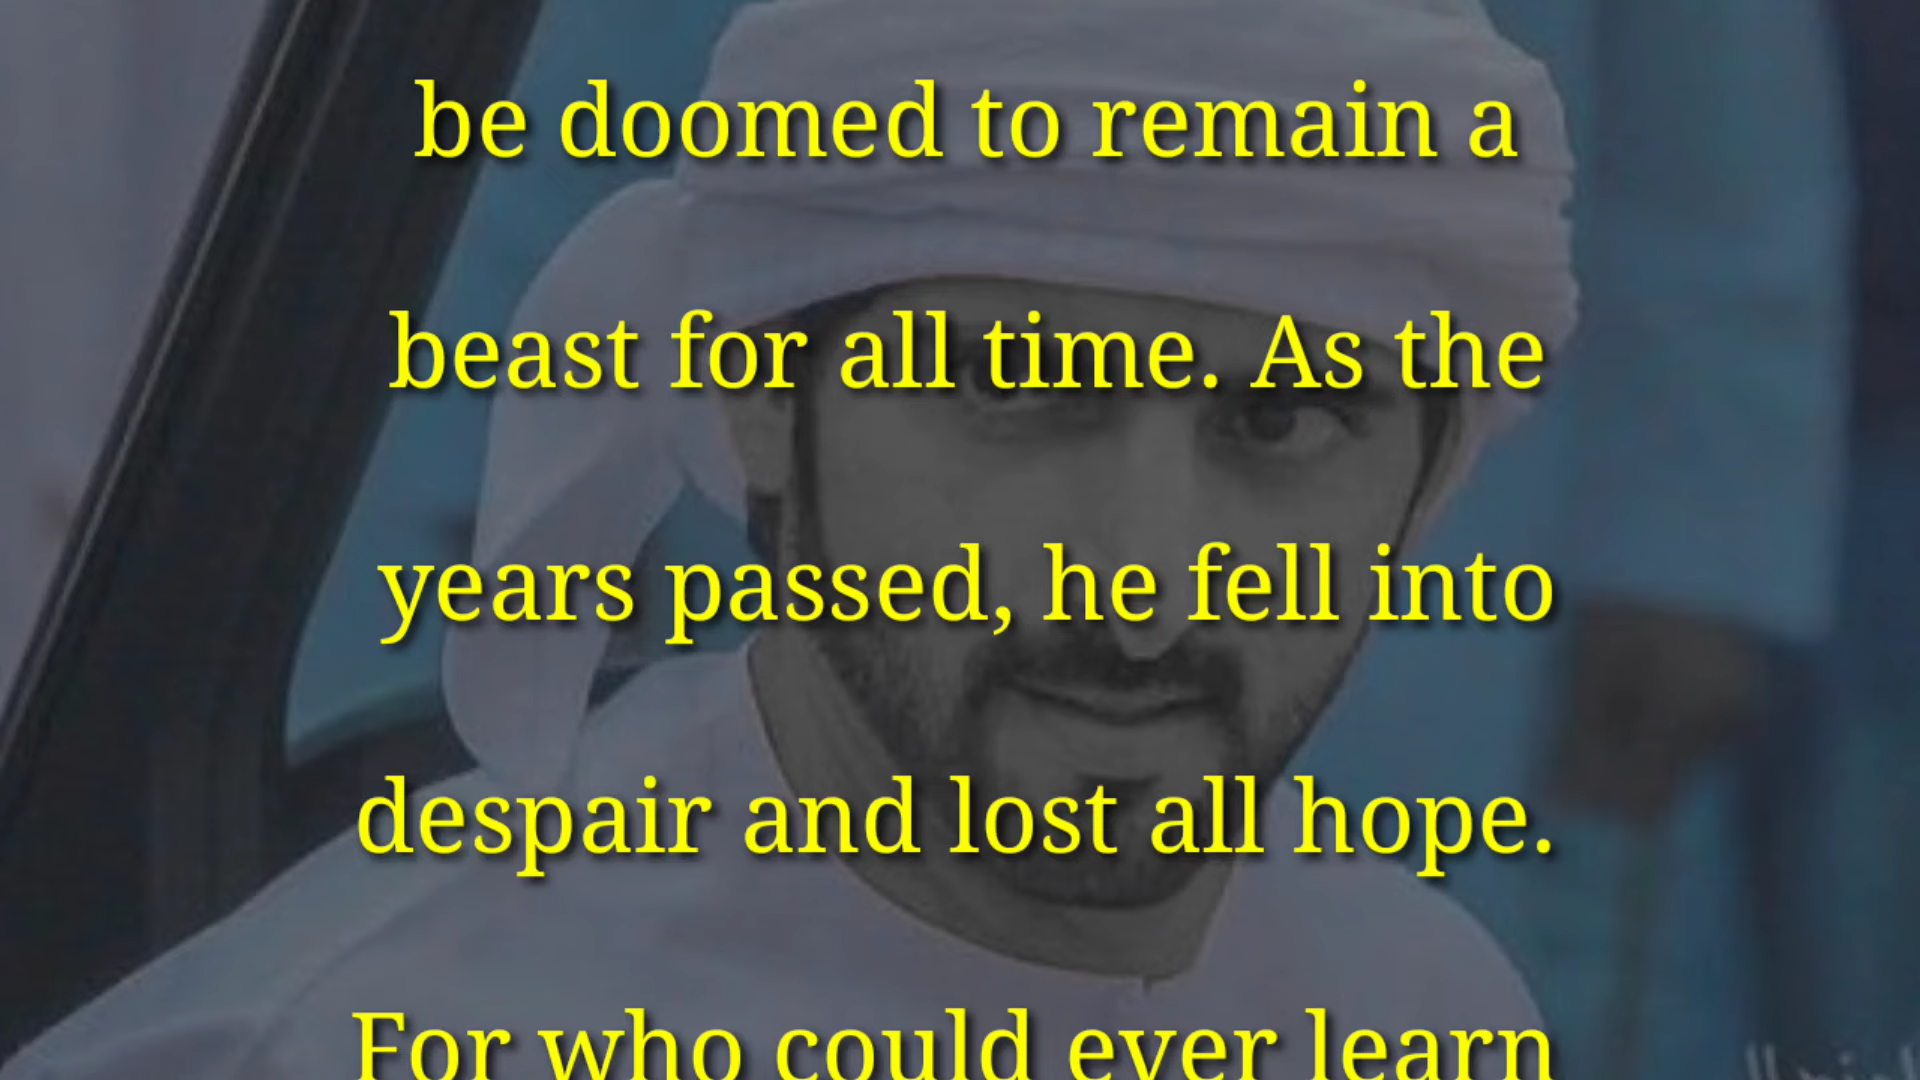 be doomed to remain a
beast for all time. As the
years passed, he fell into
despair and lost all hope.
For who could ever learn